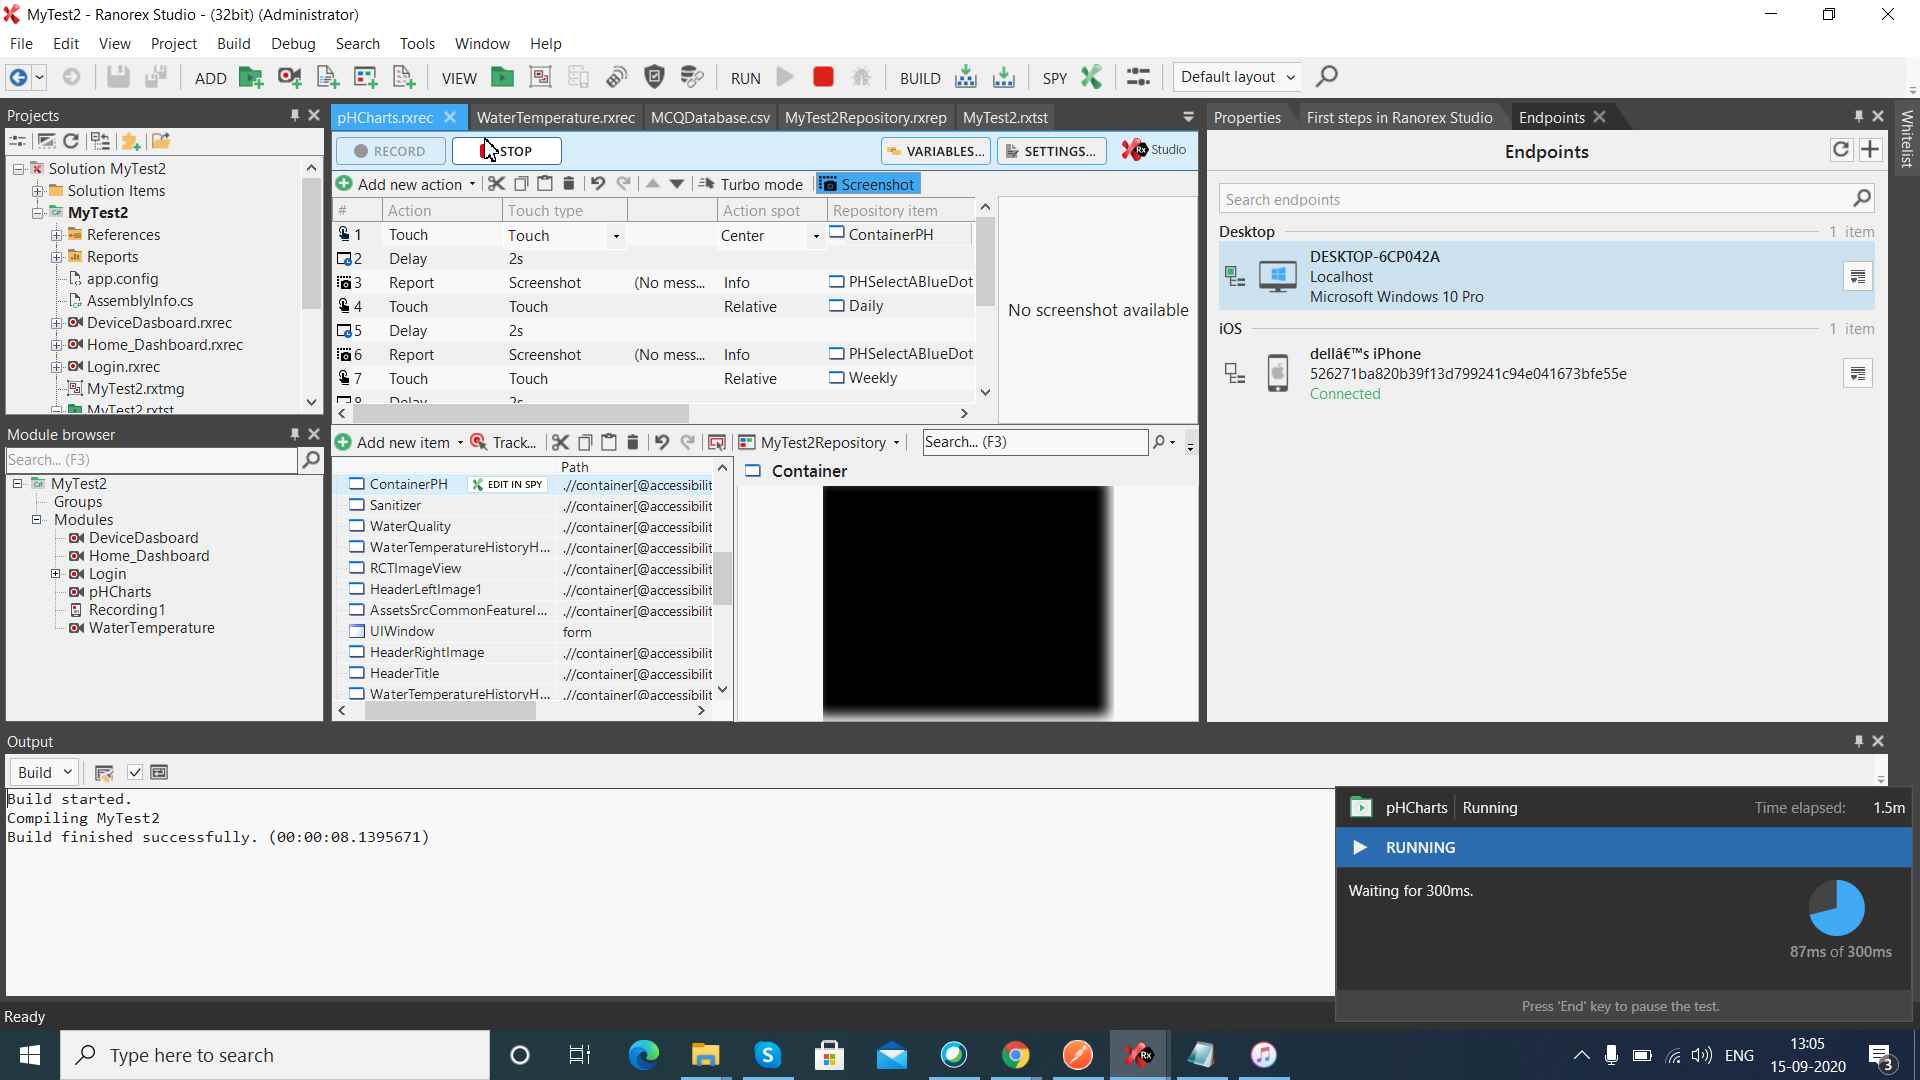 MyTest2 - Ranorex Studio - (32bit) (Administrator)
File Edit View Project Build Debug Search Tools Window Help
ADD VIEW RUN BUILD SPY Default layout
Projects
Solution MyTest2
Solution Items
MyTest2
References
Reports
app.config
AssemblyInfo.cs
DeviceDasboard.rxrec
Home_Dashboard.rxrec
Login.rxrec
MyTest2.rxtmg
MyTest2.rxtst
Module browser
Search... (F3)
MyTest2
Groups
Modules
DeviceDasboard
Home_Dashboard
Login
pHCharts
Recording1
WaterTemperature
pHCharts.rxrec WaterTemperature.rxrec MCQDatabase.csv MyTest2Repository.rxrep MyTest2.rxtst
RECORD STOP VARIABLES... SETTINGS... Rx Studio
Add new action Turbo mode Screenshot
# Action Touch type Action spot Repository item
1 Touch Touch Center ContainerPH
2 Delay 2s
3 Report Screenshot (No mess... Info PHSelectABlueDot
4 Touch Touch Relative Daily
5 Delay 2s
6 Report Screenshot (No mess... Info PHSelectABlueDot
7 Touch Touch Relative Weekly
8 Delay 2s
No screenshot available
Add new item Track... MyTest2Repository Search... (F3)
Path
ContainerPH EDIT IN SPY .//container[@accessibilit
Sanitizer .//container[@accessibilit
WaterQuality .//container[@accessibilit
WaterTemperatureHistoryH... .//container[@accessibilit
RCTImageView .//container[@accessibilit
HeaderLeftImage1 .//container[@accessibilit
AssetsSrcCommonFeatureI... .//container[@accessibilit
UIWindow form
HeaderRightImage .//container[@accessibilit
HeaderTitle .//container[@accessibilit
WaterTemperatureHistoryH... .//container[@accessibilit
Container
Properties First steps in Ranorex Studio Endpoints
Whitelist
Endpoints
Search endpoints
Desktop 1 item
DESKTOP-6CP042A
Localhost
Microsoft Windows 10 Pro
iOS 1 item
dellâ€™s iPhone
526271ba820b39f13d799241c94e041673bfe55e
Connected
Output
Build
Build started.
Compiling MyTest2
Build finished successfully. (00:00:08.1395671)
pHCharts Running Time elapsed: 1.5m
RUNNING
Waiting for 300ms.
87ms of 300ms
Press 'End' key to pause the test.
Ready
Type here to search
Rx
ENG
13:05
15-09-2020
3